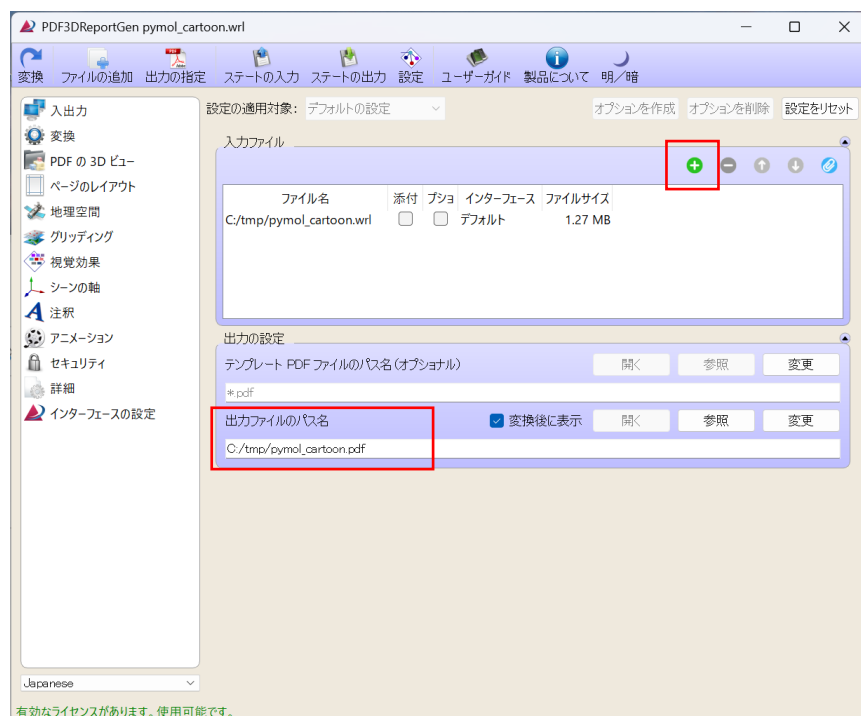 PDF3DReportGen pymol_cartoon.wrl
変換 ファイルの追加 出力の指定 ステートの入力 ステートの出力 設定 ユーザーガイド 製品について 明／暗
入出力
変換
PDF の 3D ビュー
ページのレイアウト
地理空間
グリッディング
視覚効果
シーンの軸
注釈
アニメーション
セキュリティ
詳細
インターフェースの設定
設定の適用対象: デフォルトの設定 オプションを作成 オプションを削除 設定をリセット
入力ファイル
ファイル名 添付 プショ インターフェース ファイルサイズ
C:/tmp/pymol_cartoon.wrl デフォルト 1.27 MB
出力の設定
テンプレート PDF ファイルのパス名(オプショナル) 開く 参照 変更
*.pdf
出力ファイルのパス名 変換後に表示 開く 参照 変更
C:/tmp/pymol_cartoon.pdf
Japanese
有効なライセンスがあります。使用可能です。